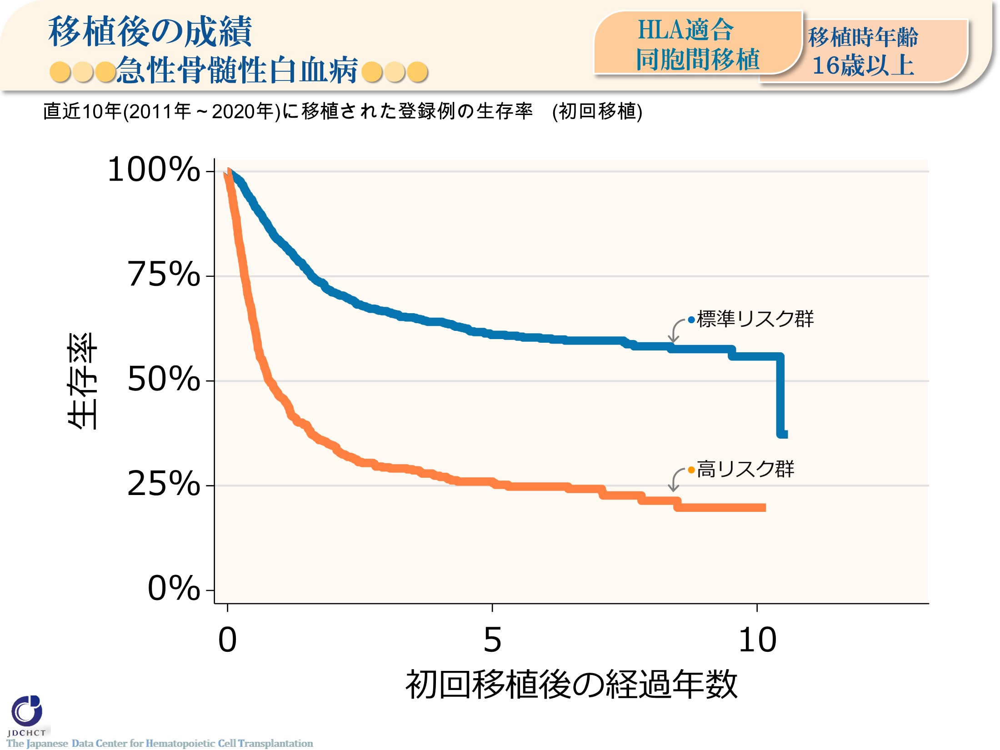 移植後の成績
急性骨髄性白血病
HLA適合
同胞間移植
移植時年齢
16歳以上
直近10年(2011年～2020年)に移植された登録例の生存率　(初回移植)
100%
75%
50%
25%
0%
生存率
標準リスク群
高リスク群
0
5
10
初回移植後の経過年数
JDCHCT
The Japanese Data Center for Hematopoietic Cell Transplantation